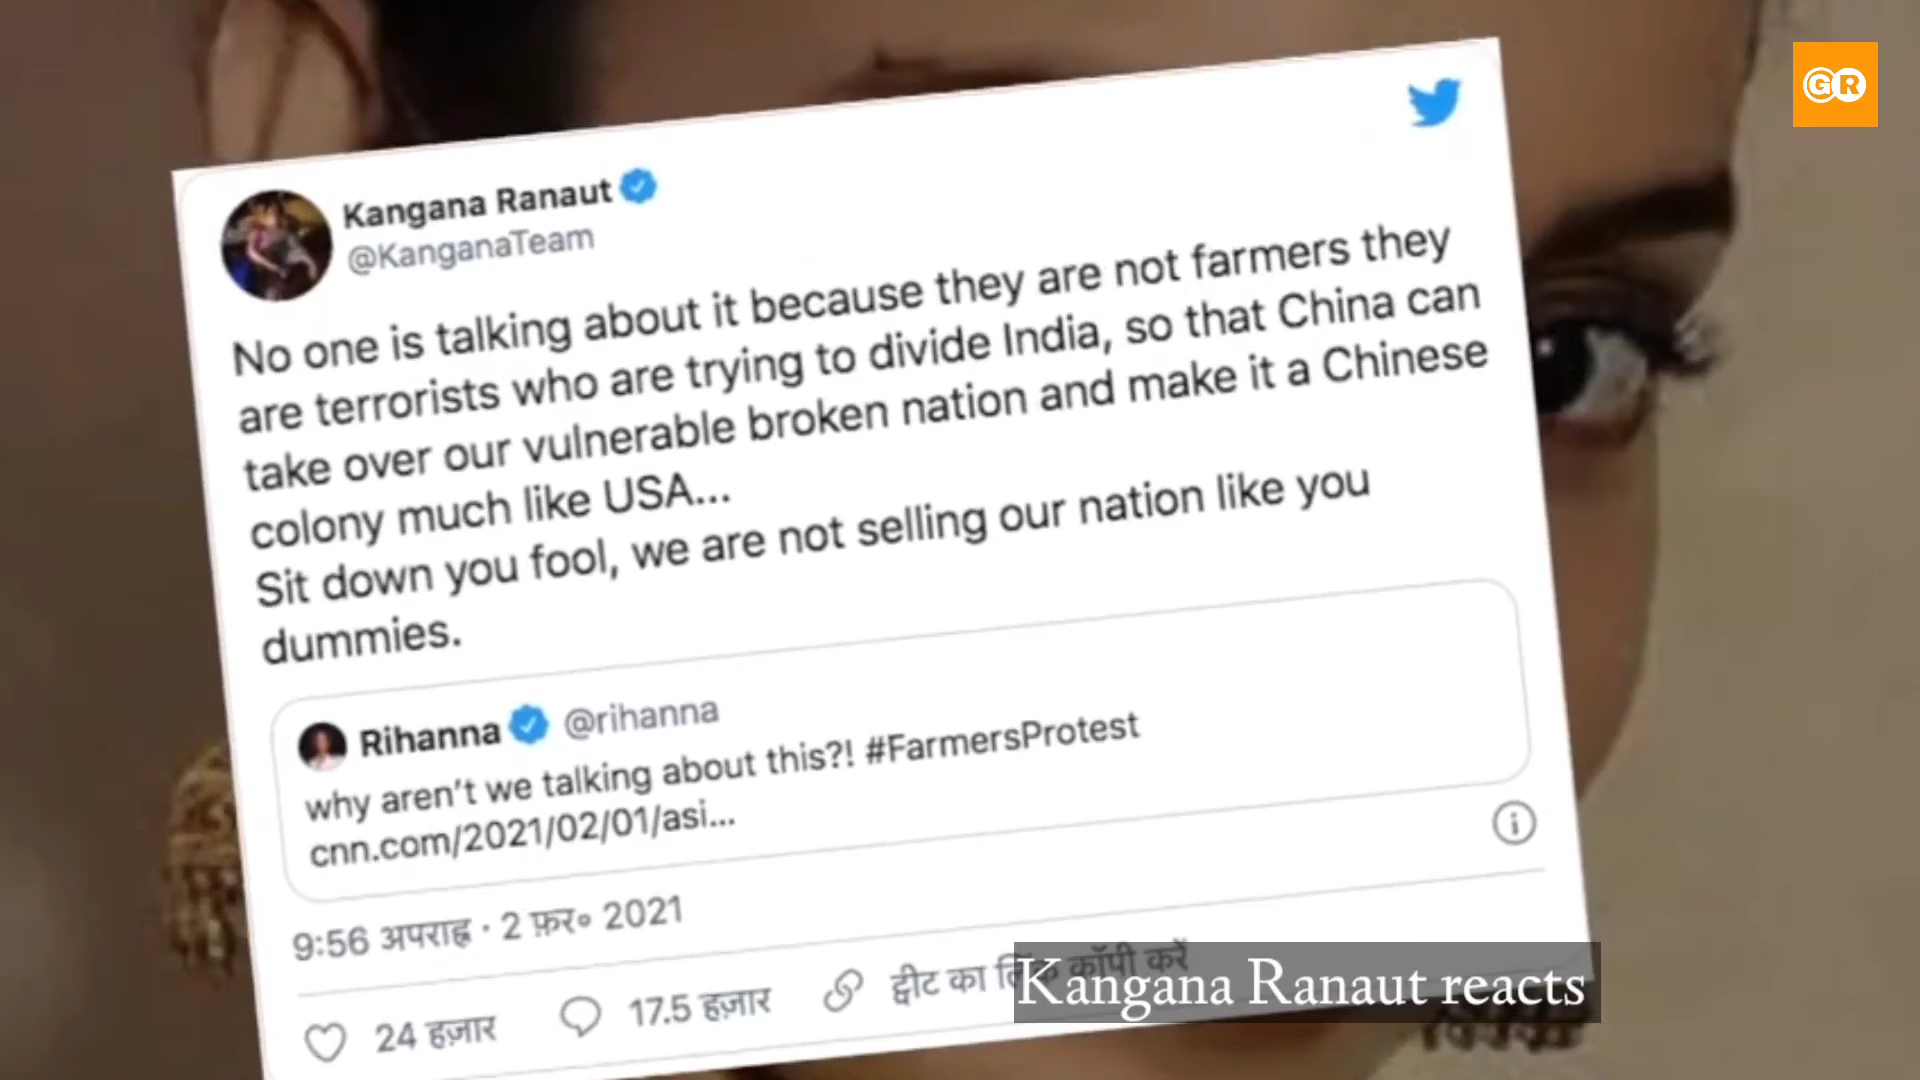 GR
Kangana Ranaut
@KanganaTeam
No one is talking about it because they are not farmers they
are terrorists who are trying to divide India, so that China can
take over our vulnerable broken nation and make it a Chinese
colony much like USA...
Sit down you fool, we are not selling our nation like you
dummies.
Rihanna @rihanna
why aren't we talking about this?! #FarmersProtest
cnn.com/2021/02/01/asi...
9:56 अपराह्न · 2 फ़र॰ 2021
24 हज़ार 17.5 हज़ार ट्वीट का लिंक कॉपी करें
Kangana Ranaut reacts